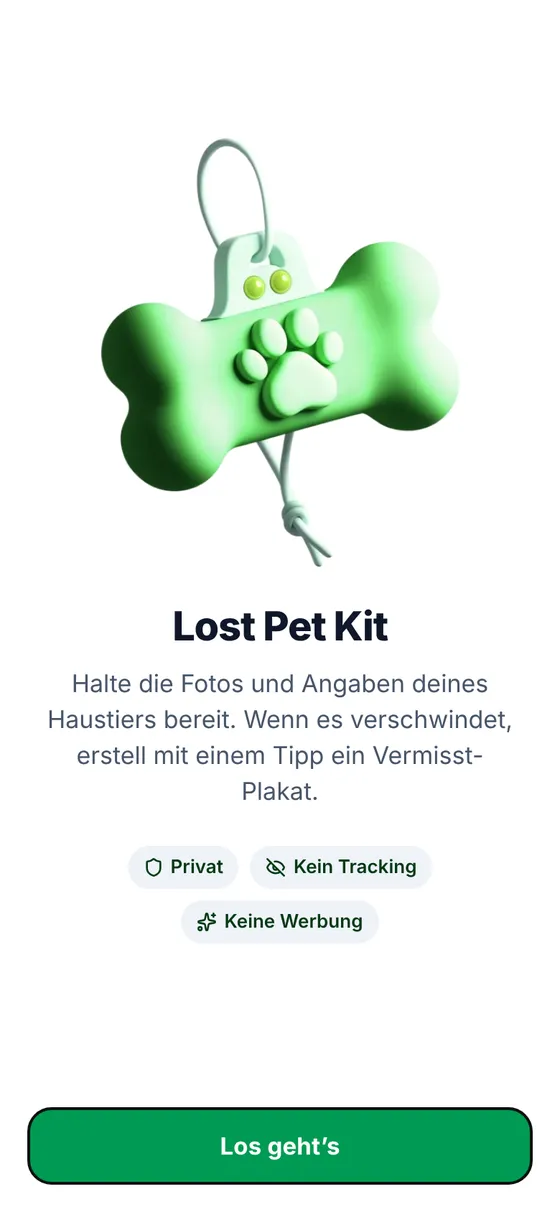 Lost Pet Kit
Halte die Fotos und Angaben deines
Haustiers bereit. Wenn es verschwindet,
erstell mit einem Tipp ein Vermisst-
Plakat.
Privat
Kein Tracking
Keine Werbung
Los geht’s